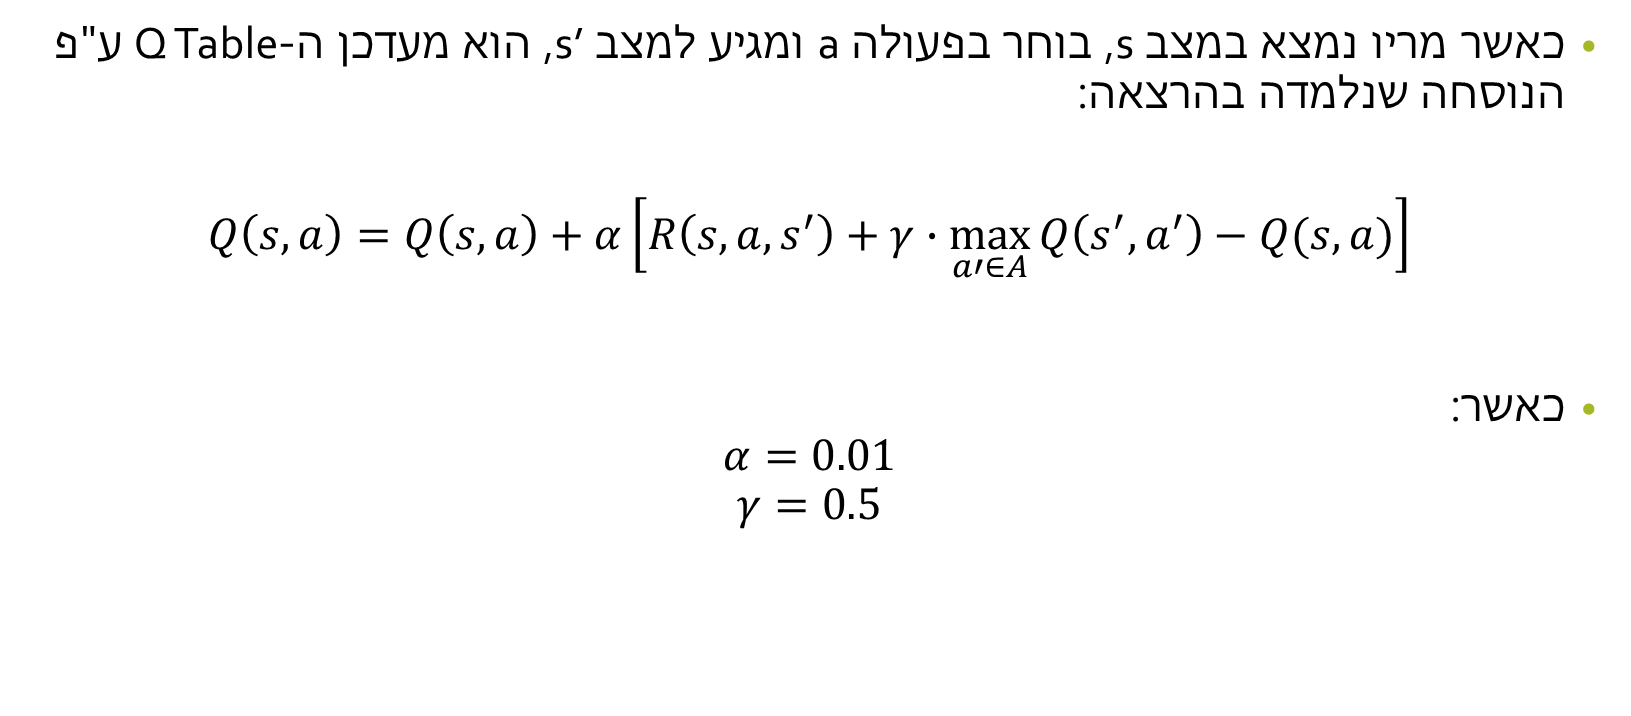 • כאשר מריו נמצא במצב s, בוחר בפעולה a ומגיע למצב s’, הוא מעדכן ה-Q Table ע"פ
הנוסחה שנלמדה בהרצאה:
Q(s, a) = Q(s, a) + α [R(s, a, s′) + γ · max Q(s′, a′) − Q(s, a)]
a′∈A
• כאשר:
α = 0.01
γ = 0.5